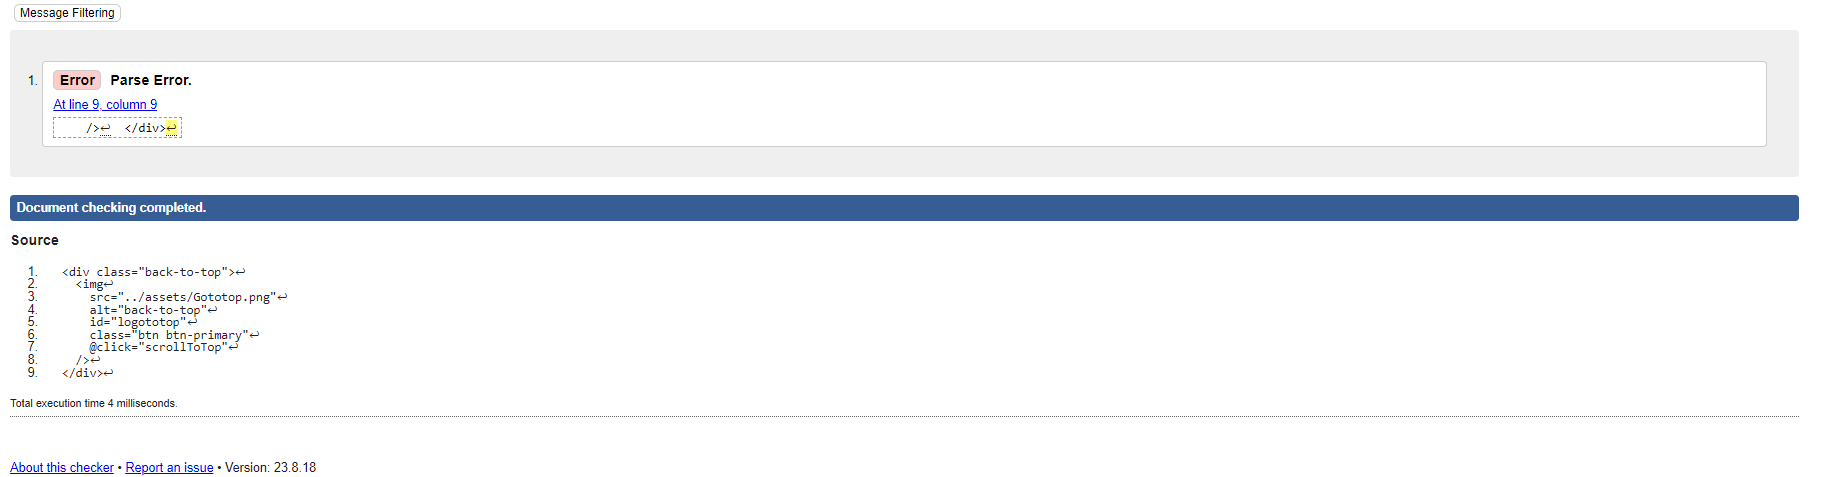 Message Filtering
1. Error Parse Error.
At line 9, column 9
/>↩ </div>↩
Document checking completed.
Source
1. <div class="back-to-top">↩
2. <img↩
3. src="../assets/Gototop.png"↩
4. alt="back-to-top"↩
5. id="logototop"↩
6. class="btn btn-primary"↩
7. @click="scrollToTop"↩
8. />↩
9. </div>↩
Total execution time 4 milliseconds.
About this checker • Report an issue • Version: 23.8.18